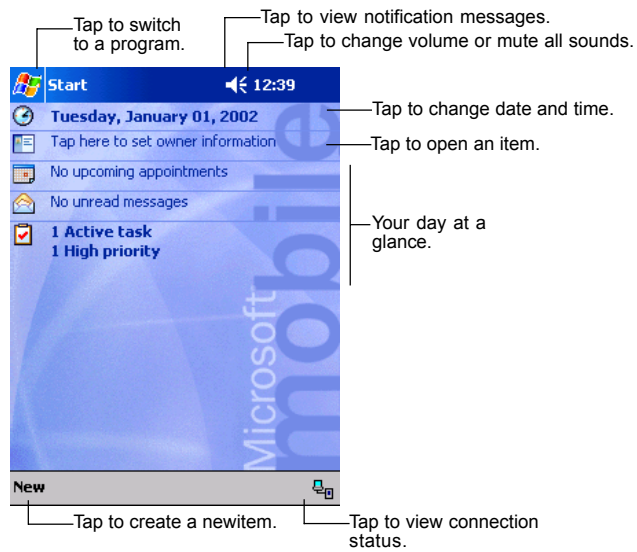 Tap to switch
to a program.
Tap to view notification messages.
Tap to change volume or mute all sounds.
Start
12:39
Tuesday, January 01, 2002
Tap to change date and time.
Tap here to set owner information
Tap to open an item.
No upcoming appointments
No unread messages
1 Active task
1 High priority
Your day at a
glance.
Microsoft
mobile
New
Tap to create a newitem.
Tap to view connection
status.